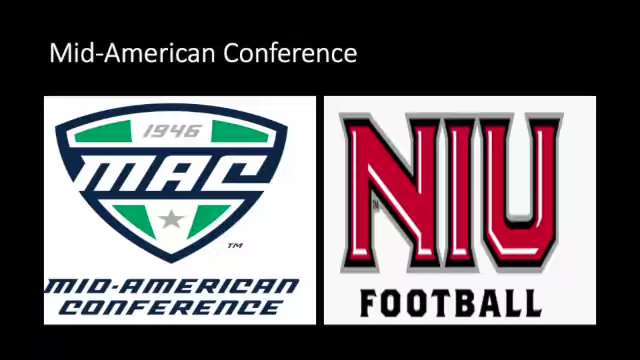 Mid-American Conference
1946
MAC
TM
MID-AMERICAN
CONFERENCE
NIU
TM
FOOTBALL